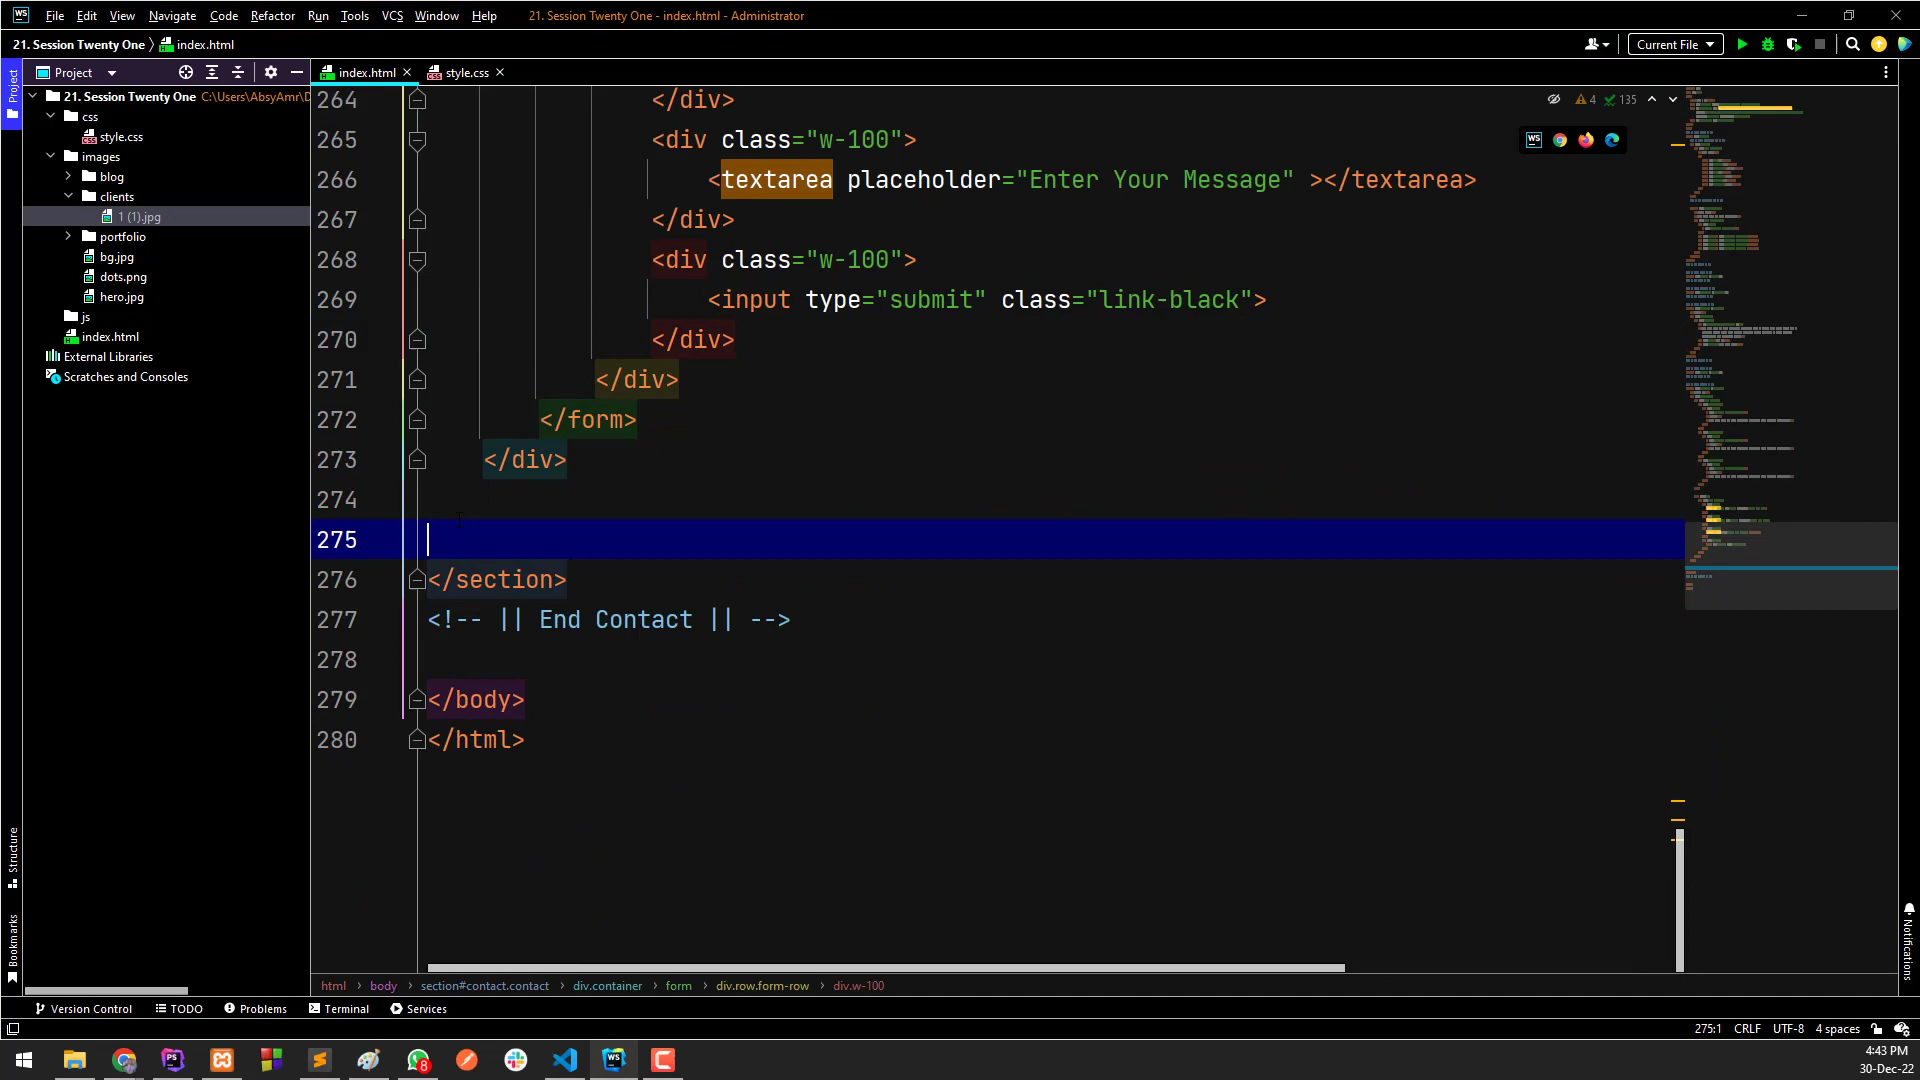 WS File Edit View Navigate Code Refactor Run Tools VCS Window Help 21. Session Twenty One - index.html - Administrator
21. Session Twenty One index.html Current File
Project index.html style.css
21. Session Twenty One C:\Users\AbsyAmr\D
css
style.css
images
blog
clients
1 (1).jpg
portfolio
bg.jpg
dots.png
hero.jpg
js
index.html
External Libraries
Scratches and Consoles
Project
Structure
Bookmarks
4 135
264 </div>
265 <div class="w-100">
266 <textarea placeholder="Enter Your Message" ></textarea>
267 </div>
268 <div class="w-100">
269 <input type="submit" class="link-black">
270 </div>
271 </div>
272 </form>
273 </div>
274
275
276 </section>
277 <!-- || End Contact || -->
278
279 </body>
280 </html>
Notifications
html body section#contact.contact div.container form div.row.form-row div.w-100
Version Control TODO Problems Terminal Services
275:1 CRLF UTF-8 4 spaces
4:43 PM
30-Dec-22